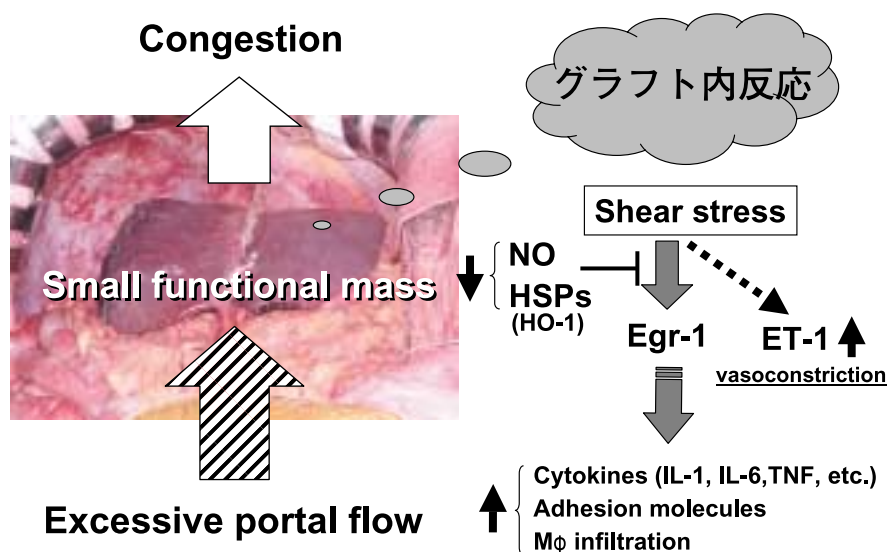 Congestion
グラフト内反応
Shear stress
Small functional mass
NO
HSPs
(HO-1)
Egr-1
ET-1
vasoconstriction
Excessive portal flow
Cytokines (IL-1, IL-6,TNF, etc.)
Adhesion molecules
Mφ infiltration